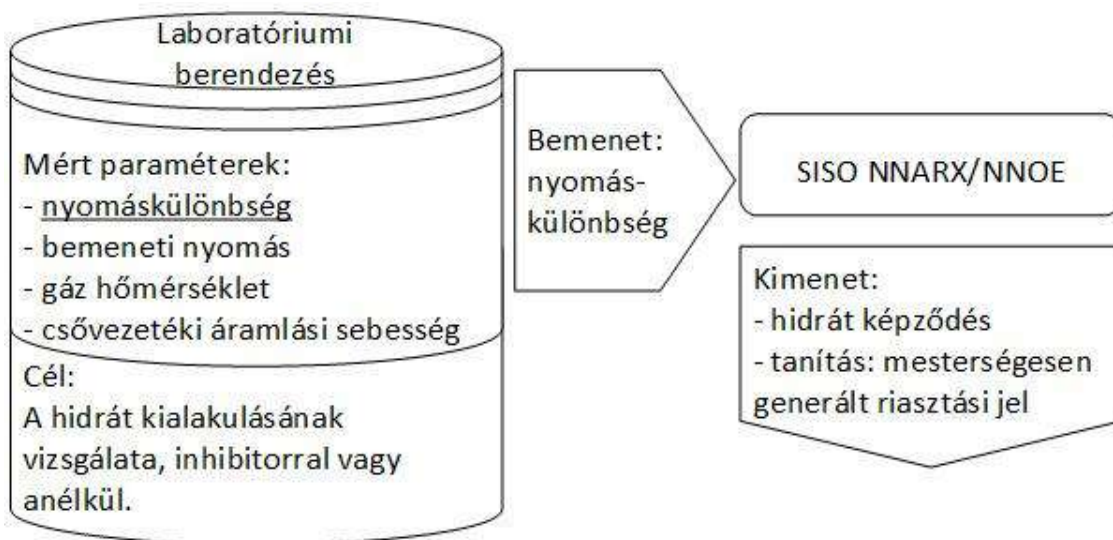 Laboratóriumi
berendezés
Mért paraméterek:
- nyomáskülönbség
- bemeneti nyomás
- gáz hőmérséklet
- csővezetéki áramlási sebesség
Cél:
A hidrát kialakulásának
vizsgálata, inhibitorral vagy
anélkül.
Bemenet:
nyomás-
különbség
SISO NNARX/NNOE
Kimenet:
- hidrát képződés
- tanítás: mesterségesen
generált riasztási jel